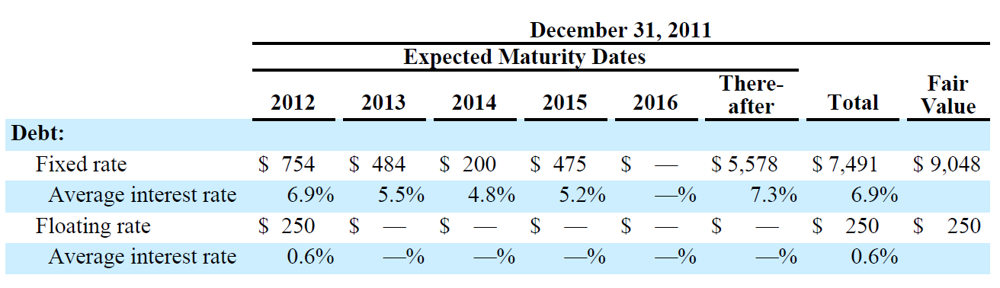 December 31, 2011
Expected Maturity Dates
2012 2013 2014 2015 2016 There-after Total Fair Value
Debt:
Fixed rate $ 754 $ 484 $ 200 $ 475 $ — $ 5,578 $ 7,491 $ 9,048
Average interest rate 6.9% 5.5% 4.8% 5.2% —% 7.3% 6.9%
Floating rate $ 250 $ — $ — $ — $ — $ — $ 250 $ 250
Average interest rate 0.6% —% —% —% —% —% 0.6%